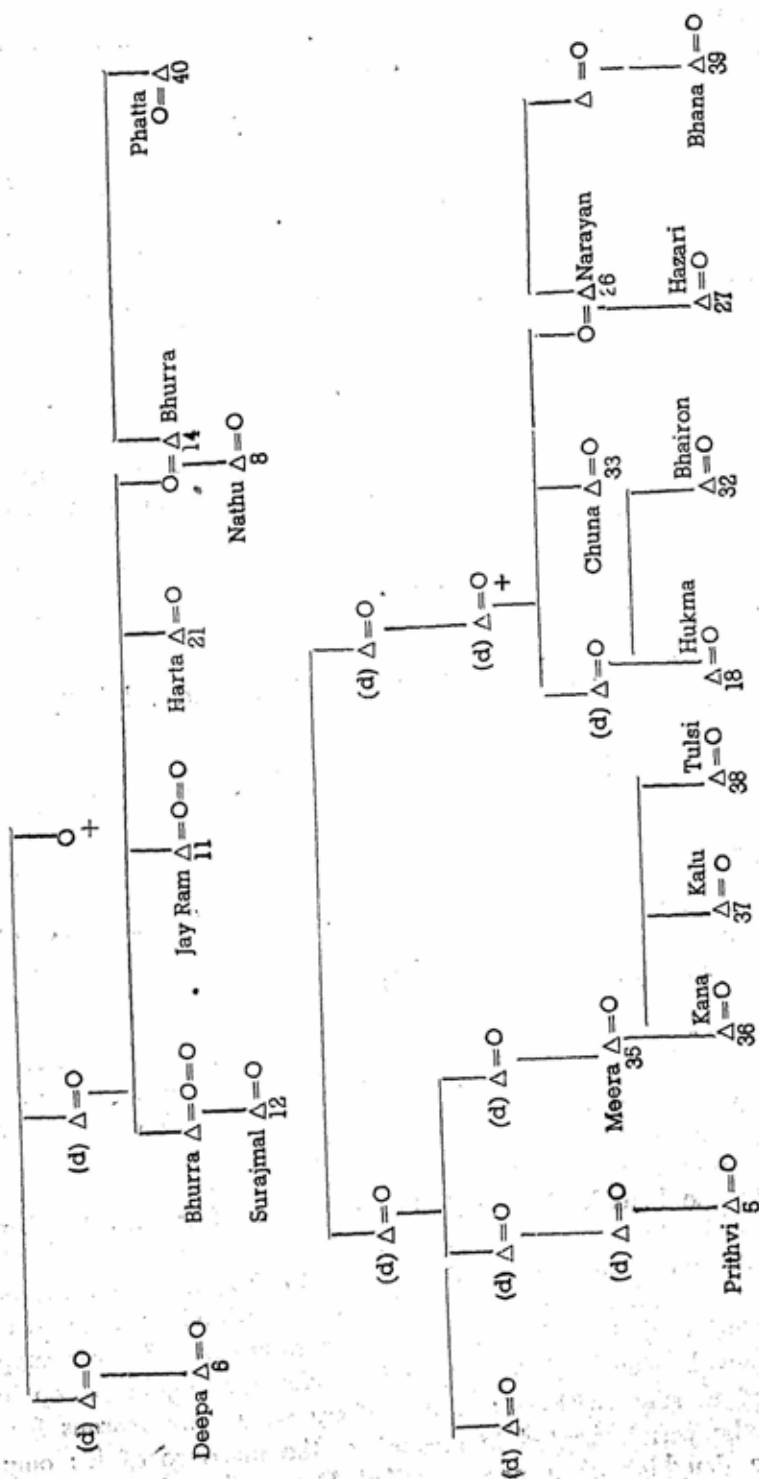 (d) (d) +
Deepa Bhurra Jay Ram Harta Bhurra Phatta
6 11 21 14 40
Surajmal Nathu
12 8
(d) (d)
(d) (d) (d) (d) +
(d) Meera (d) Chuna Narayan
35 33 26
Prithvi Kana Kalu Tulsi Hukma Bhairon Hazari Bhana
5 36 37 38 18 32 27 39